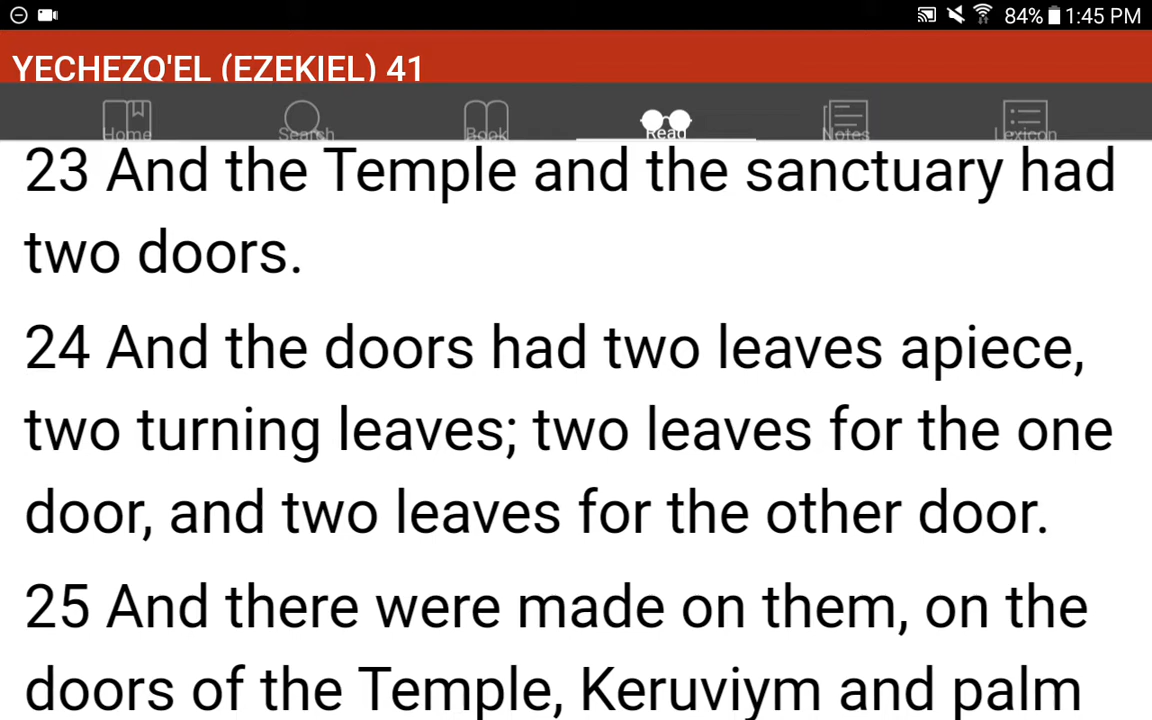 84% 1:45 PM
YECHEZQ'EL (EZEKIEL) 41
Home Search Book Read Notes Lexicon
23 And the Temple and the sanctuary had
two doors.
24 And the doors had two leaves apiece,
two turning leaves; two leaves for the one
door, and two leaves for the other door.
25 And there were made on them, on the
doors of the Temple, Keruviym and palm